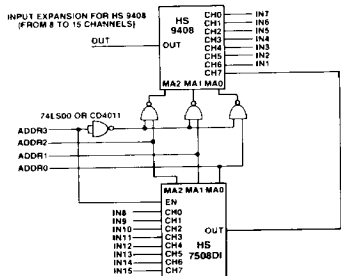 INPUT EXPANSION FOR HS 9408
(FROM 8 TO 15 CHANNELS)
HS
9408
OUT
OUT
CH0 IN7
CH1 IN6
CH2 IN5
CH3 IN4
CH4 IN3
CH5 IN2
CH6 IN1
CH7
MA2 MA1 MA0
74LS00 OR CD4011
ADDR3
ADDR2
ADDR1
ADDR0
MA2 MA1 MA0
EN
IN8 CH0
IN9 CH1
IN10 CH2
IN11 CH3
IN12 CH4
IN13 CH5
IN14 CH6
IN15 CH7
OUT
HS
7508DI